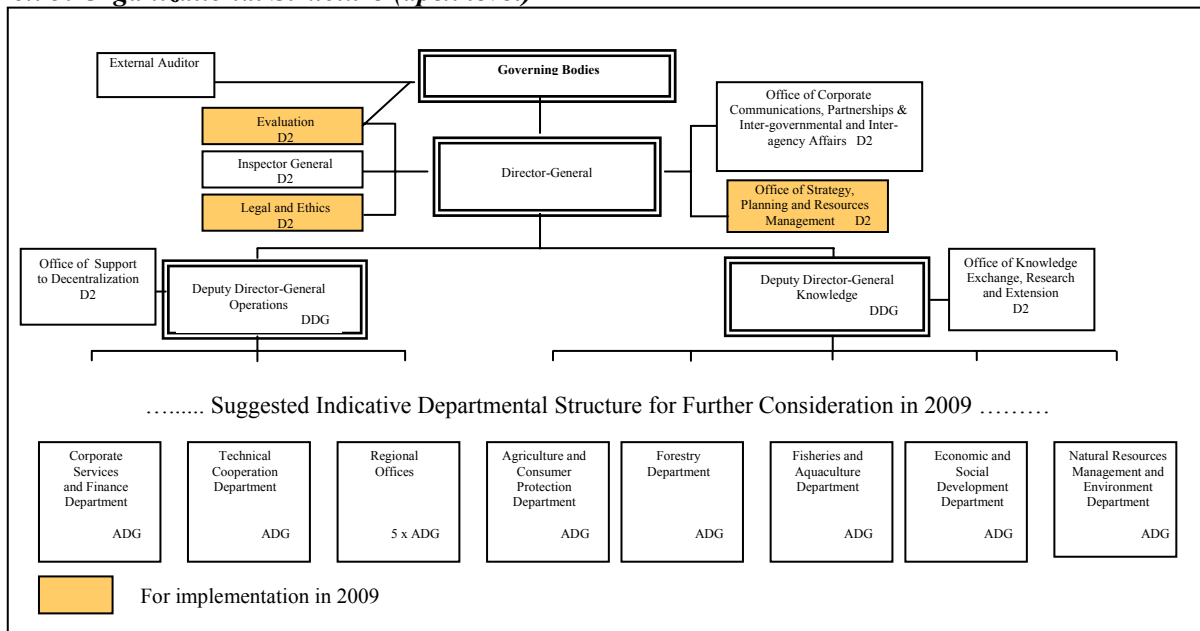 Organisational Structure (apex level)
External Auditor
Governing Bodies
Evaluation
D2
Inspector General
D2
Legal and Ethics
D2
Director-General
Office of Corporate
Communications, Partnerships &
Inter-governmental and Inter-
agency Affairs D2
Office of Strategy,
Planning and Resources
Management D2
Office of Support
to Decentralization
D2
Deputy Director-General
Operations
DDG
Deputy Director-General
Knowledge
DDG
Office of Knowledge
Exchange, Research
and Extension
D2
…...... Suggested Indicative Departmental Structure for Further Consideration in 2009 ………
Corporate
Services
and Finance
Department
ADG
Technical
Cooperation
Department
ADG
Regional
Offices
5 x ADG
Agriculture and
Consumer
Protection
Department
ADG
Forestry
Department
ADG
Fisheries and
Aquaculture
Department
ADG
Economic and
Social
Development
Department
ADG
Natural Resources
Management and
Environment
Department
ADG
For implementation in 2009